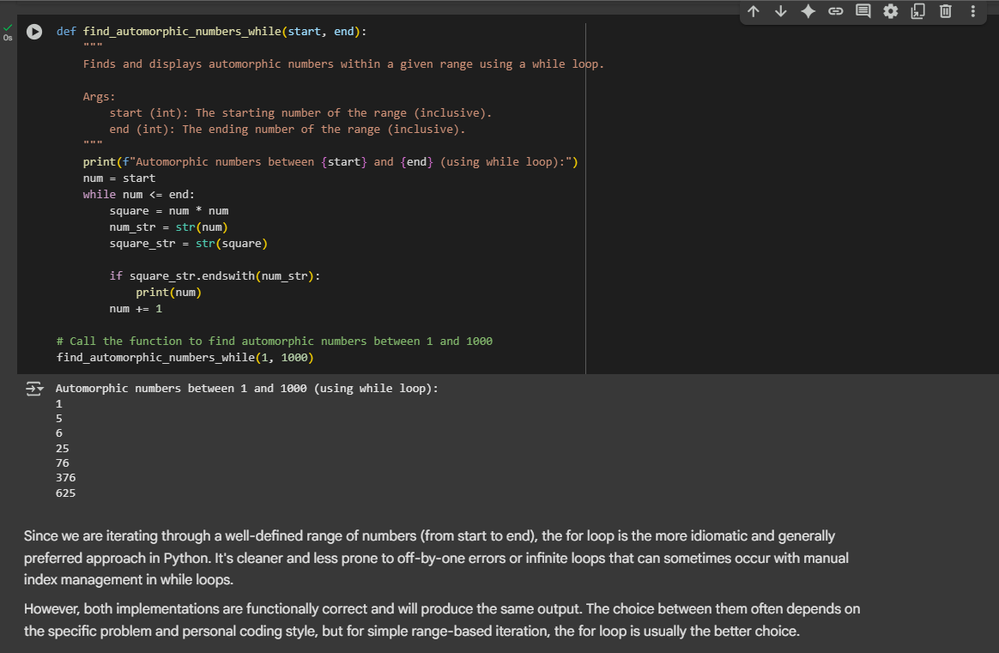 def find_automorphic_numbers_while(start, end):
0s
    """
    Finds and displays automorphic numbers within a given range using a while loop.

    Args:
        start (int): The starting number of the range (inclusive).
        end (int): The ending number of the range (inclusive).
    """
    print(f"Automorphic numbers between {start} and {end} (using while loop):")
    num = start
    while num <= end:
        square = num * num
        num_str = str(num)
        square_str = str(square)

        if square_str.endswith(num_str):
            print(num)
        num += 1

# Call the function to find automorphic numbers between 1 and 1000
find_automorphic_numbers_while(1, 1000)
Automorphic numbers between 1 and 1000 (using while loop):
1
5
6
25
76
376
625
Since we are iterating through a well-defined range of numbers (from start to end), the for loop is the more idiomatic and generally
preferred approach in Python. It's cleaner and less prone to off-by-one errors or infinite loops that can sometimes occur with manual
index management in while loops.
However, both implementations are functionally correct and will produce the same output. The choice between them often depends on
the specific problem and personal coding style, but for simple range-based iteration, the for loop is usually the better choice.